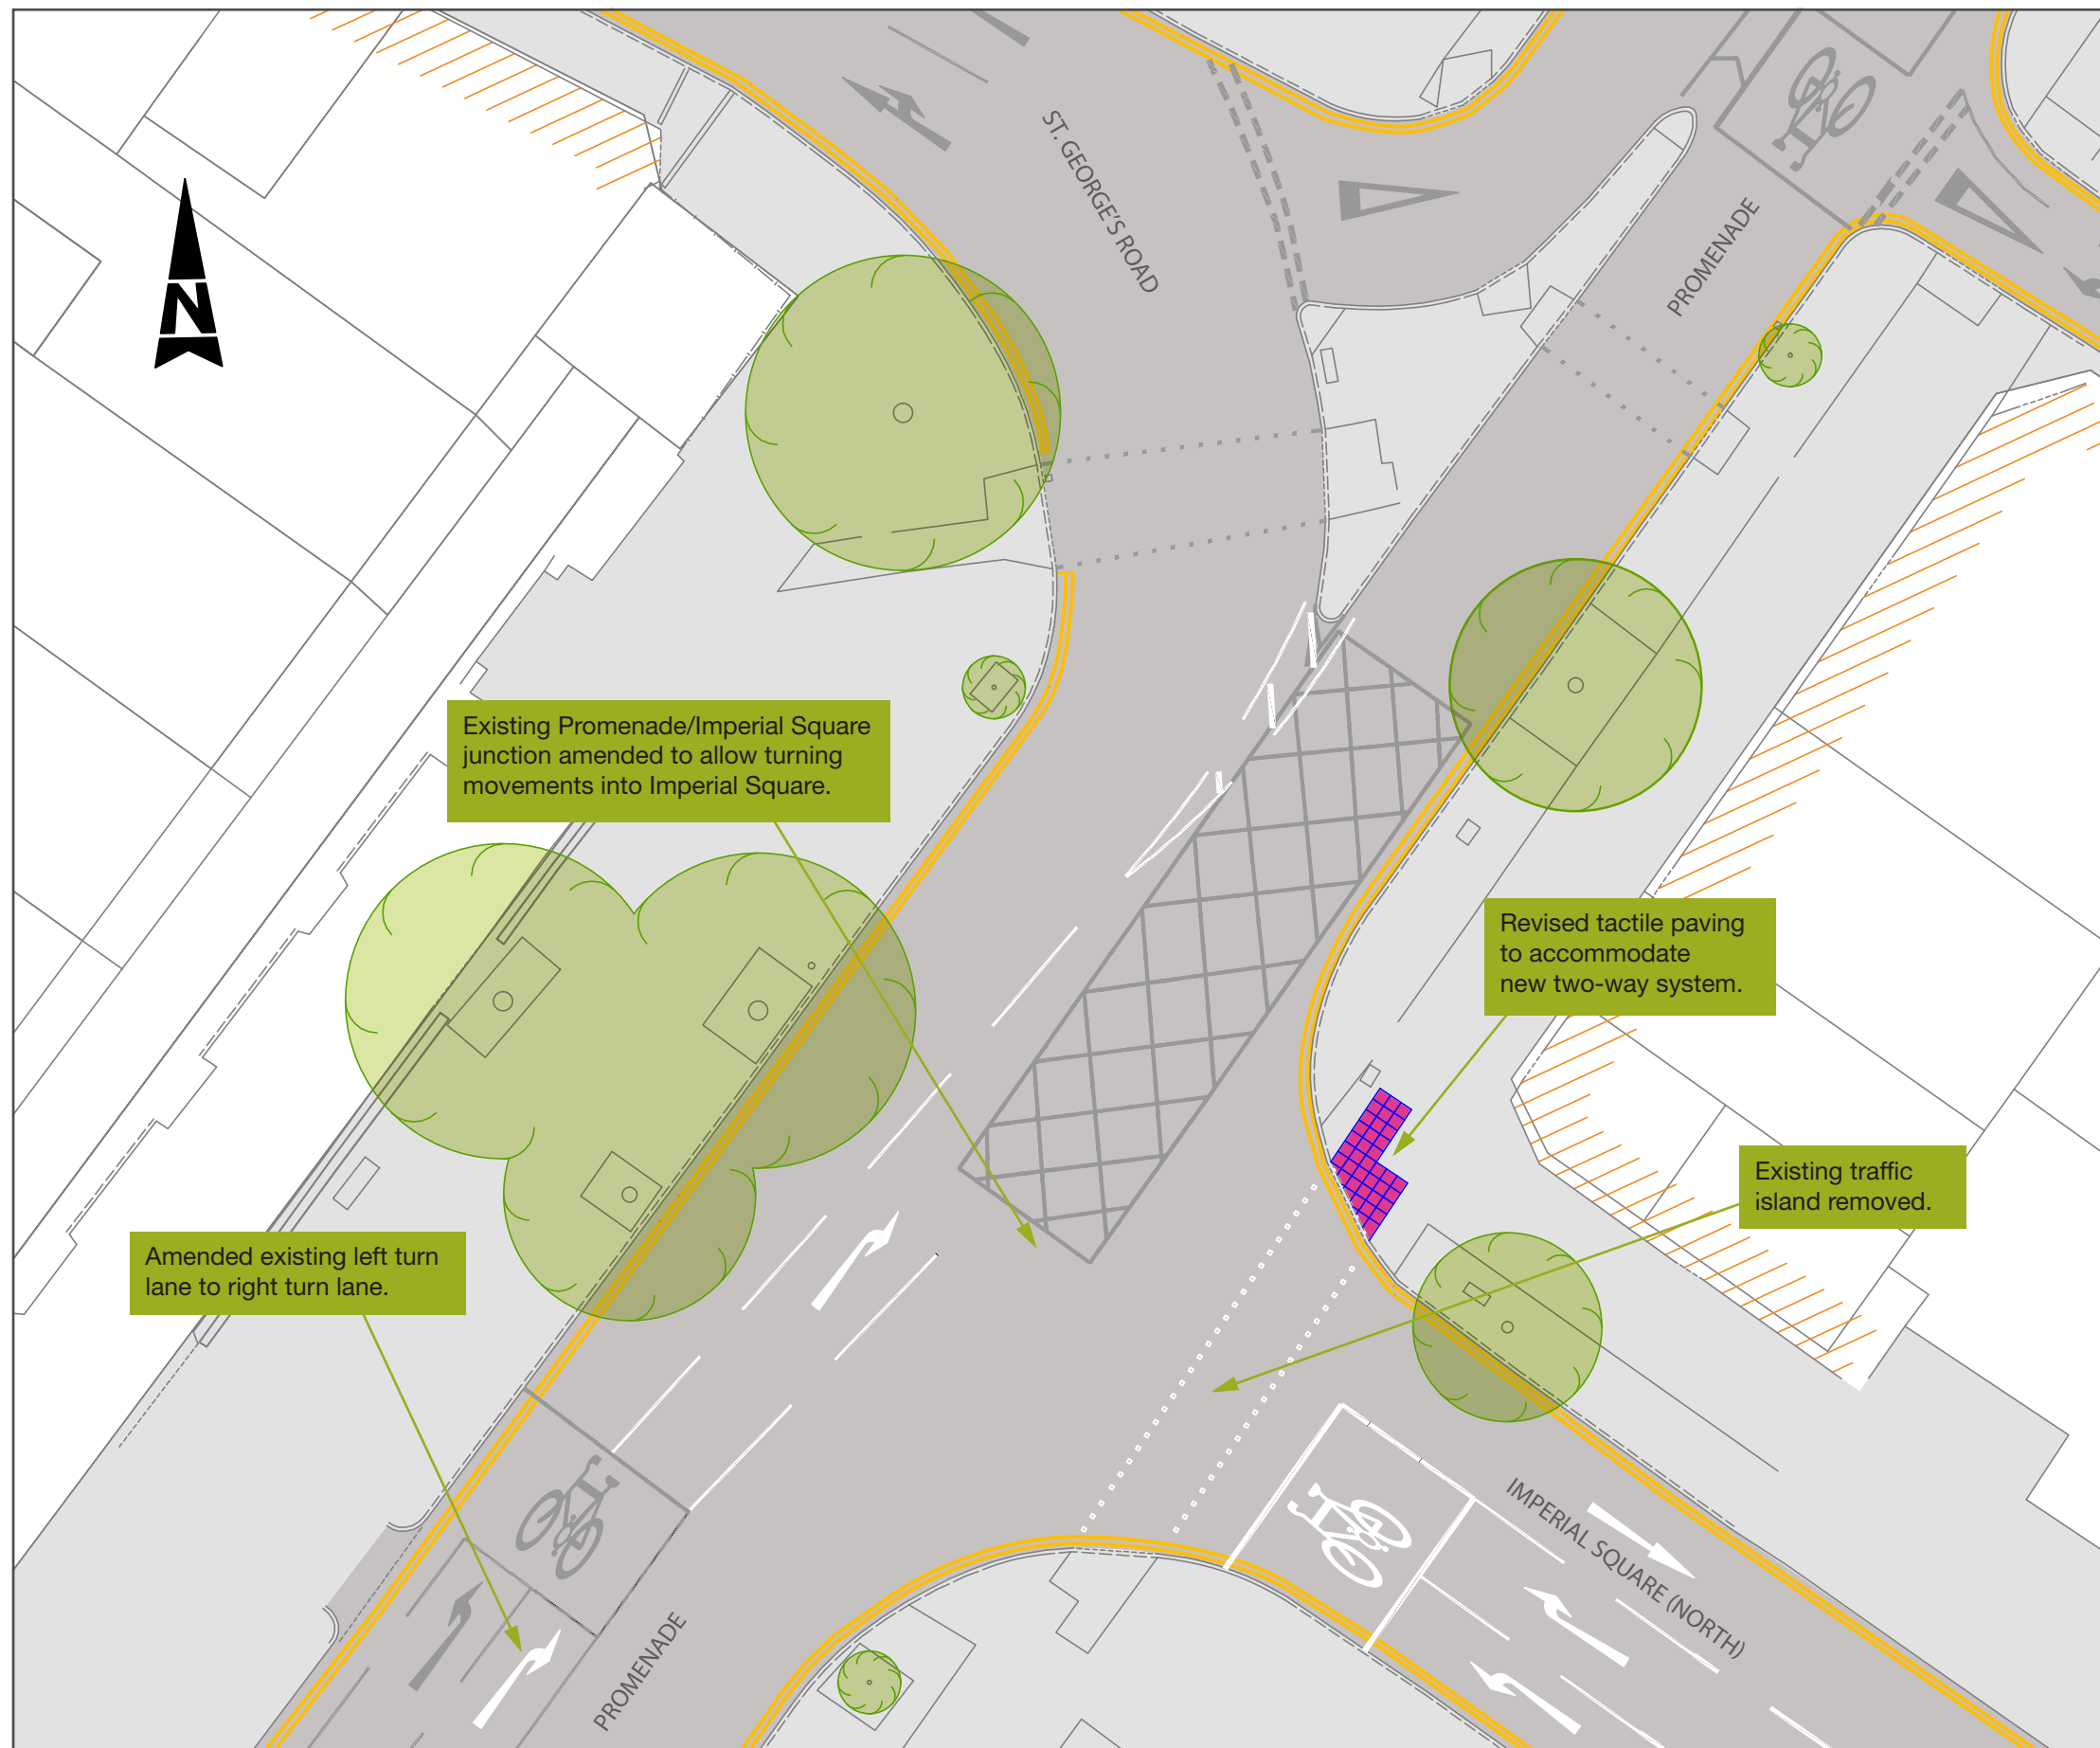 ST. GEORGE'S ROAD
PROMENADE
N
Existing Promenade/Imperial Square
junction amended to allow turning
movements into Imperial Square.
Revised tactile paving
to accommodate
new two-way system.
Existing traffic
island removed.
Amended existing left turn
lane to right turn lane.
IMPERIAL SQUARE (NORTH)
PROMENADE